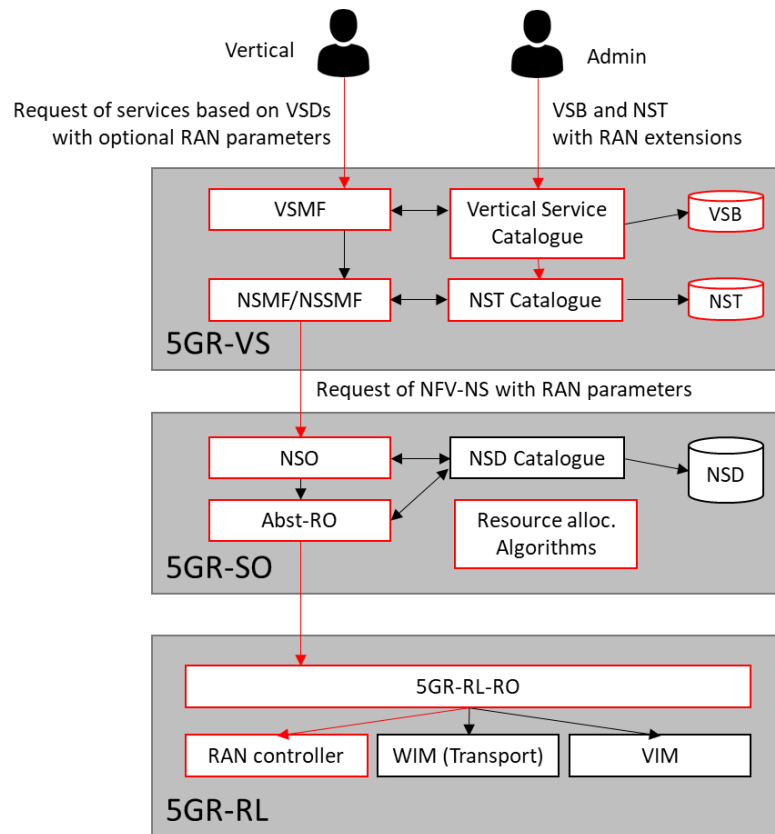 Vertical
Admin
Request of services based on VSDs
with optional RAN parameters
VSB and NST
with RAN extensions
VSMF
Vertical Service
Catalogue
VSB
NSMF/NSSMF
NST Catalogue
NST
5GR-VS
Request of NFV-NS with RAN parameters
NSO
NSD Catalogue
NSD
Abst-RO
Resource alloc.
Algorithms
5GR-SO
5GR-RL-RO
RAN controller
WIM (Transport)
VIM
5GR-RL